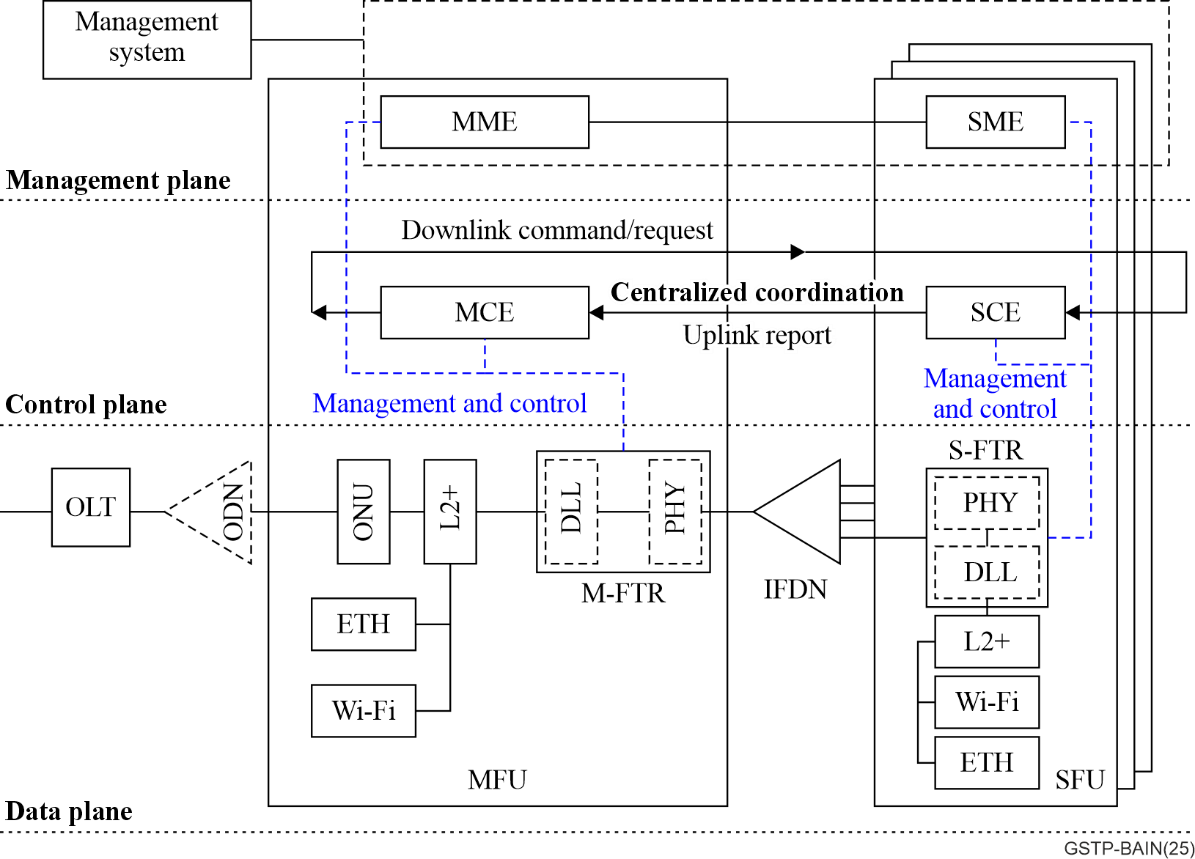 Management
system
MME
SME
Management plane
Downlink command/request
MCE
Centralized coordination
Uplink report
SCE
Management and control
Management
and control
Control plane
OLT
ODN
ONU
L2+
DLL
PHY
M-FTR
IFDN
S-FTR
PHY
DLL
ETH
Wi-Fi
L2+
Wi-Fi
ETH
MFU
SFU
Data plane
GSTP-BAIN(25)